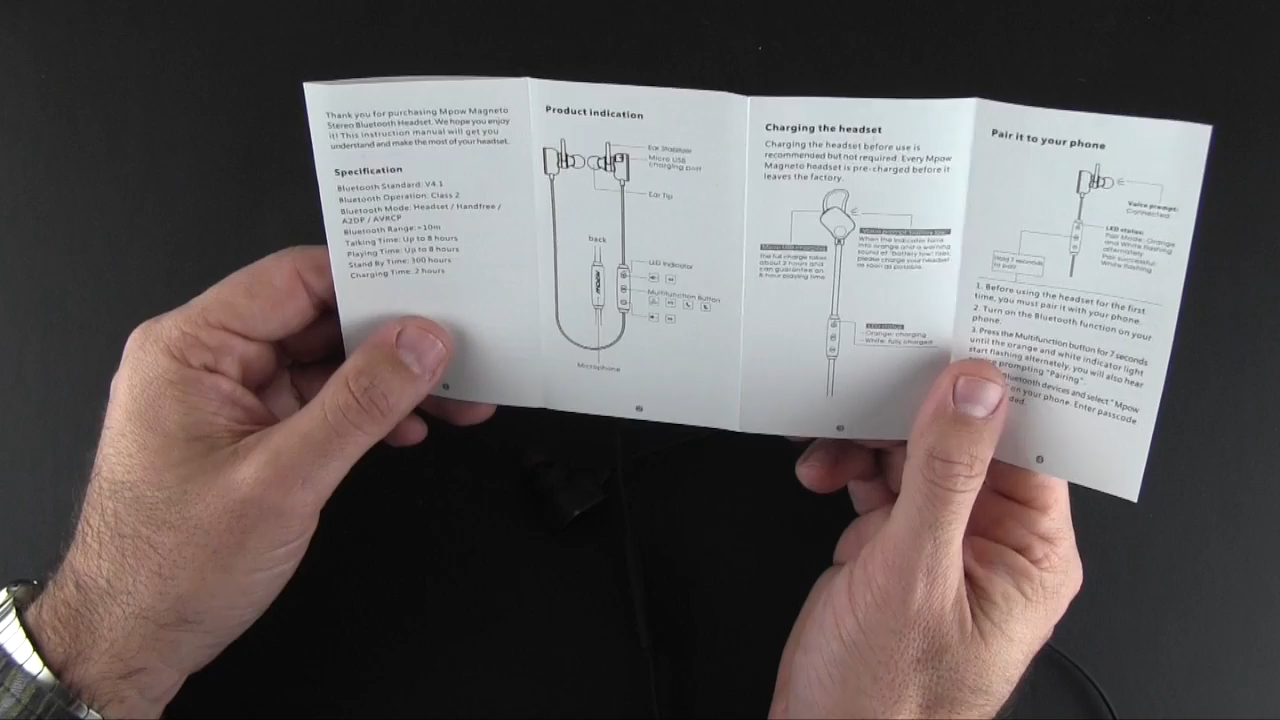 Thank you for purchasing Mpow Magneto
Stereo Bluetooth Headset. We hope you enjoy
it! This instruction manual will get you
understand and make the most of your headset.
Specification
Bluetooth Standard: V4.1
Bluetooth Operation: Class 2
Bluetooth Mode: Headset / Handfree /
A2DP / AVRCP
Bluetooth Range: ~10m
Talking Time: Up to 8 hours
Playing Time: Up to 8 hours
Stand By Time: 300 hours
Charging Time: 2 hours
Product indication
Ear Stabilizer
Micro USB
charging port
Ear Tip
back
LED Indicator
mpow
Multifunction Button
Microphone
2
Charging the headset
Charging the headset before use is
recommended but not required. Every Mpow
Magneto headset is pre-charged before it
leaves the factory.
Micro USB charging
the full charge takes
about 2 hours and
can guarantee an
8-hour playing time
When the indicator turns
into orange and a warning
sound of "battery low" rises,
please charge your headset
as soon as possible.
LED status
Orange: charging
White: fully charged
3
Pair it to your phone
Voice prompt:
Connected.
LED status:
Pair Mode: Orange
and White flashing
alternately
Pair successful:
White flashing
Hold 7 seconds
to pair
1. Before using the headset for the first
time, you must pair it with your phone.
2. Turn on the Bluetooth function on your
phone.
3. Press the Multifunction button for 7 seconds
until the orange and white indicator light
start flashing alternately, you will also hear
prompting "Pairing".
Bluetooth devices and select "Mpow
on your phone. Enter passcode
4